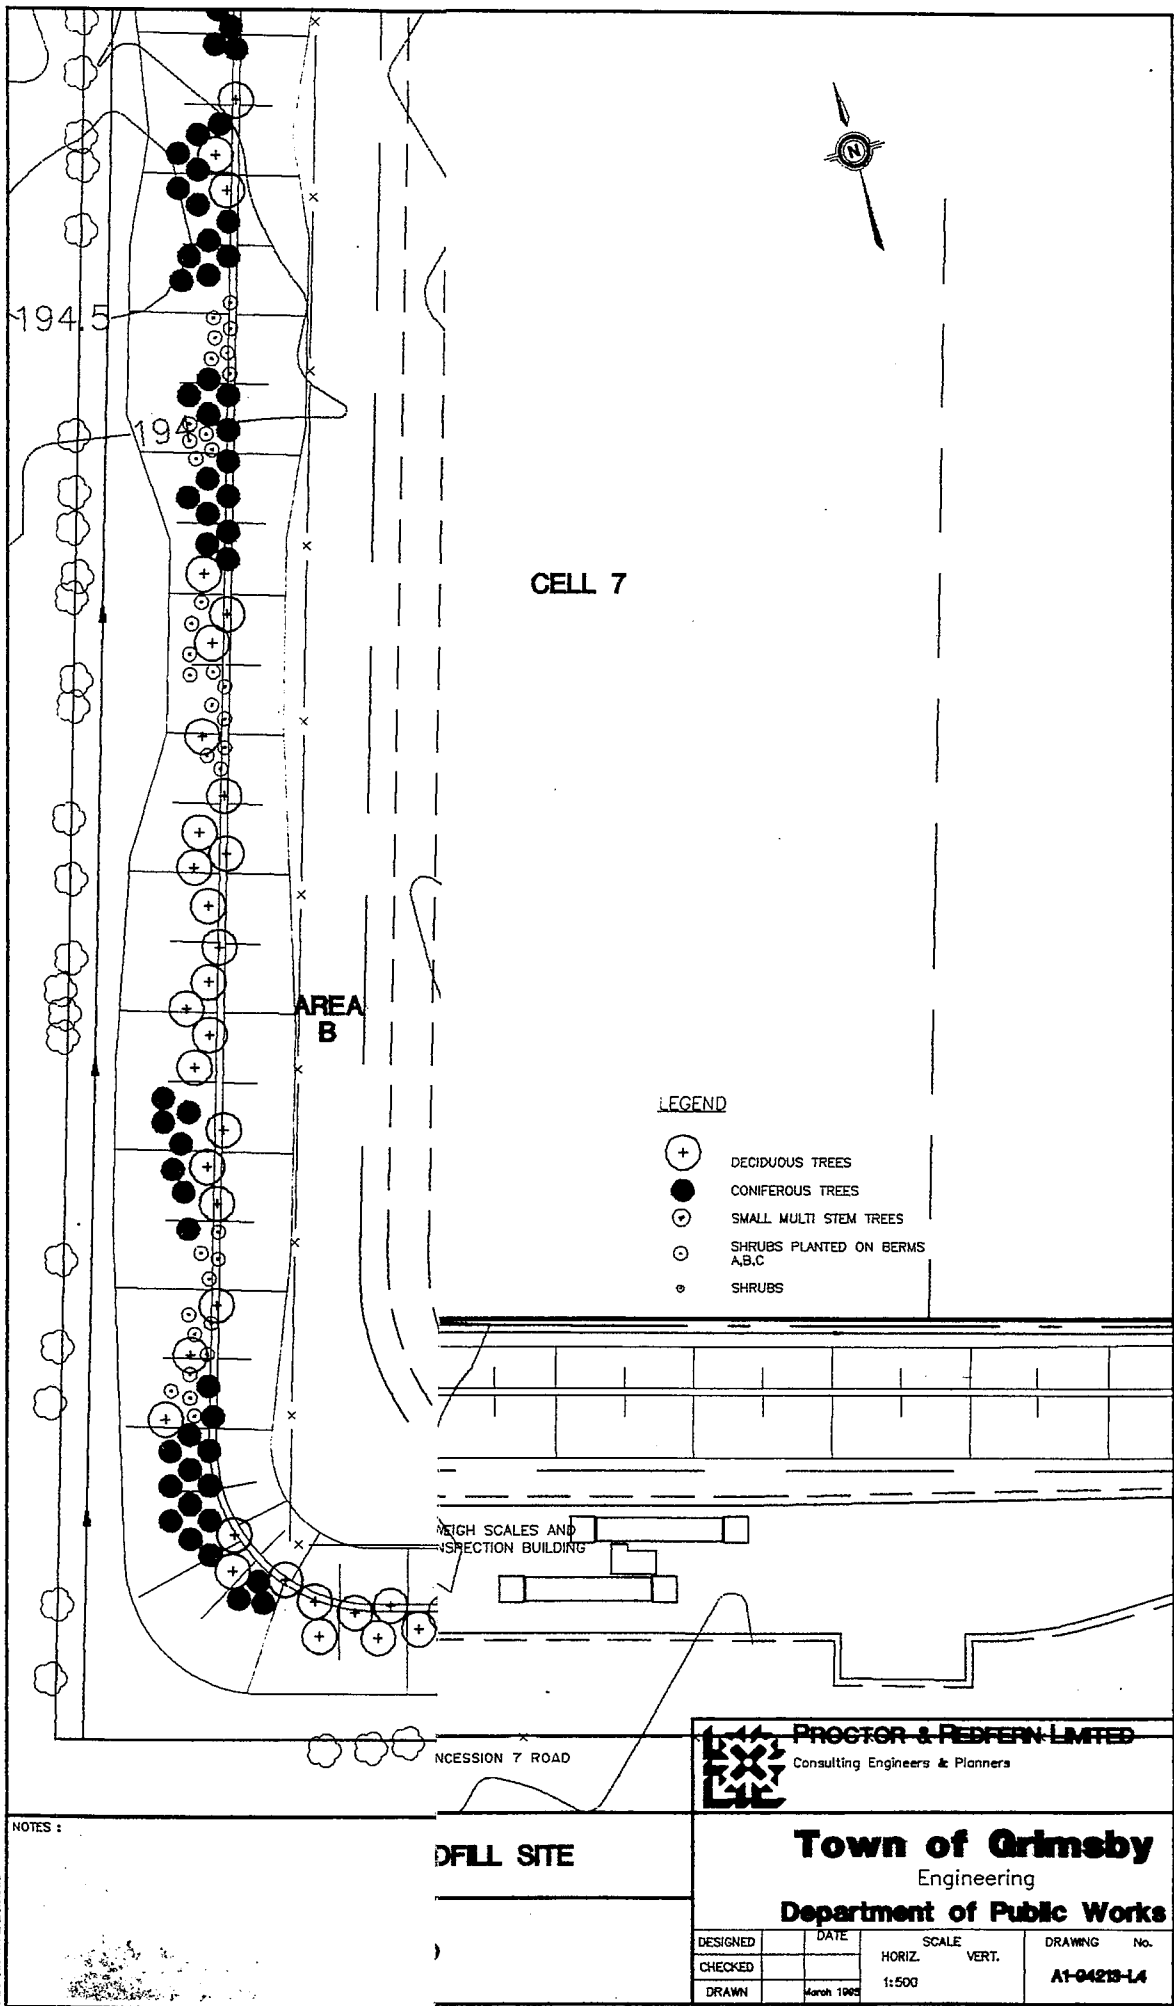 N
194.5
194
CELL 7
AREA
B
LEGEND
DECIDUOUS TREES
CONIFEROUS TREES
SMALL MULTI STEM TREES
SHRUBS PLANTED ON BERMS
A,B,C
SHRUBS
EIGH SCALES AND
NSPECTION BUILDING
NCESSION 7 ROAD
PROCTOR & REDFERN LIMITED
Consulting Engineers & Planners
NOTES :
DFILL SITE
Town of Grimsby
Engineering
Department of Public Works
DESIGNED DATE SCALE DRAWING No.
CHECKED HORIZ. VERT.
1:500 A1-04213-L4
DRAWN March